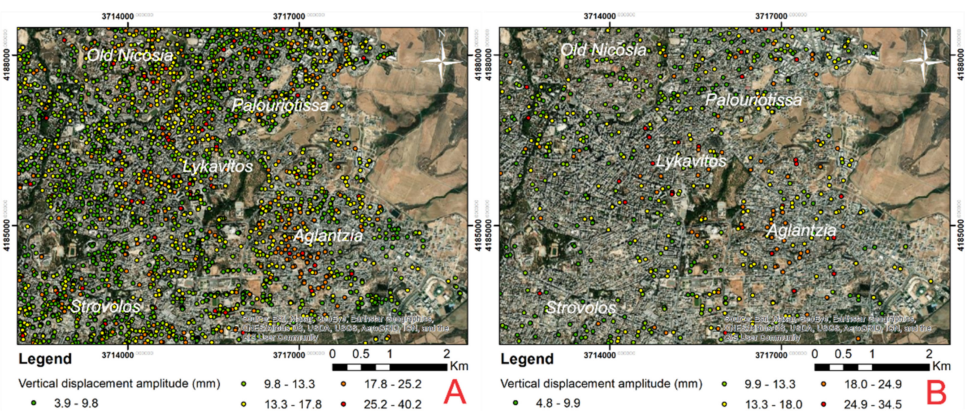 3714000 3717000
4188000
4185000
Old Nicosia
Palouriotissa
Lykavitos
Aglantzia
Strovolos
3714000 3717000
Legend
0 0.5 1 2
Km
Vertical displacement amplitude (mm)
3.9 - 9.8
9.8 - 13.3
13.3 - 17.8
17.8 - 25.2
25.2 - 40.2
A
3714000 3717000
4188000
4185000
Old Nicosia
Palouriotissa
Lykavitos
Aglantzia
Strovolos
3714000 3717000
Legend
0 0.5 1 2
Km
Vertical displacement amplitude (mm)
4.8 - 9.9
9.9 - 13.3
13.3 - 18.0
18.0 - 24.9
24.9 - 34.5
B